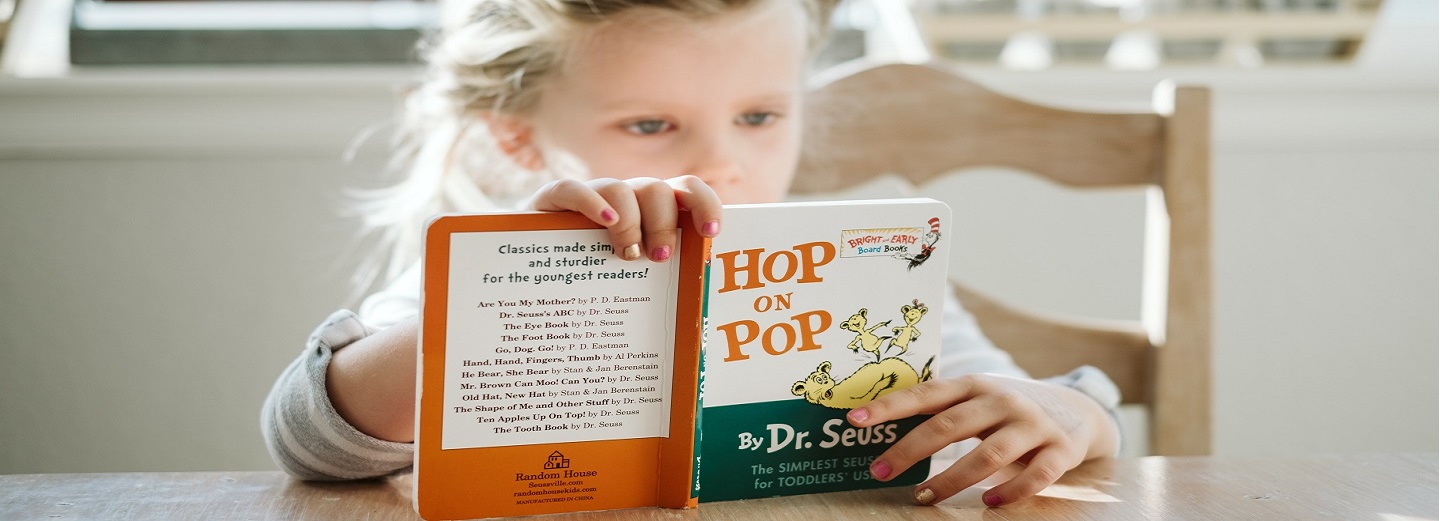 Classics made
and sturdier
for the youngest readers!
Are You My Mother? by P. D. Eastman
Dr. Seuss's ABC by Dr. Seuss
The Eye Book by Dr. Seuss
The Foot Book by Dr. Seuss
Go, Dog. Go! by P. D. Eastman
Hand, Hand, Fingers, Thumb by Al Perkins
He Bear, She Bear by Stan & Jan Berenstain
Mr. Brown Can Moo! Can You? by Dr. Seuss
Old Hat, New Hat by Stan & Jan Berenstain
The Shape of Me and Other Stuff by Dr. Seuss
Ten Apples Up On Top! by Dr. Seuss
The Tooth Book by Dr. Seuss
Random House
Seussville.com
randomhousekids.com
MANUFACTURED IN CHINA
BRIGHT and EARLY
Board Books
HOP
ON
POP
By Dr. Seuss
The SIMPLEST
for TODDLERS'